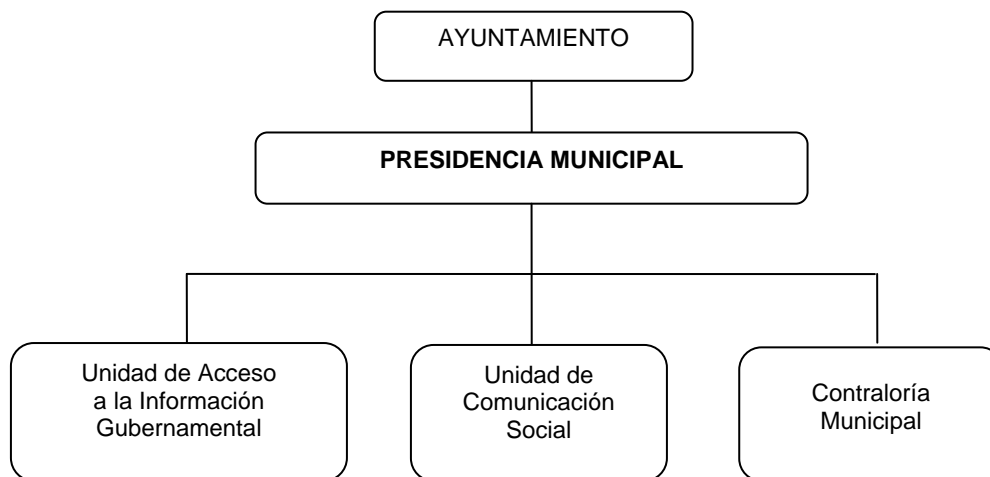 AYUNTAMIENTO
PRESIDENCIA MUNICIPAL
Unidad de Acceso
a la Información
Gubernamental
Unidad de
Comunicación
Social
Contraloría
Municipal